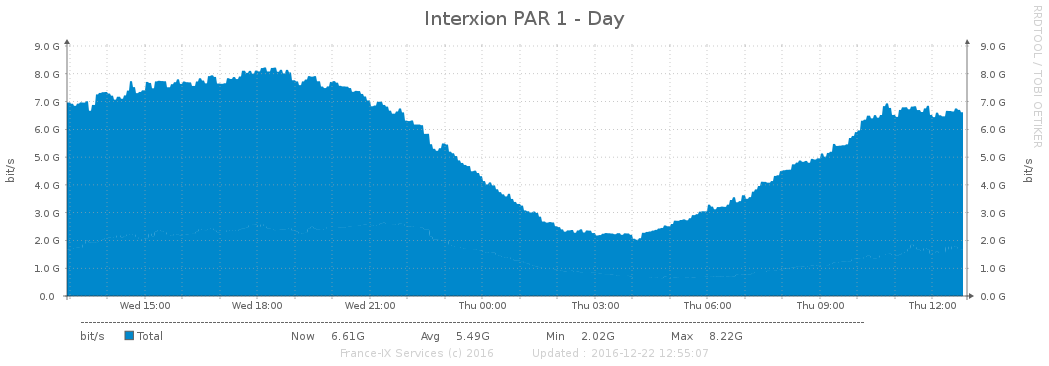 Interxion PAR 1 - Day
RRDTOOL / TOBI OETIKER
9.0 G 9.0 G
8.0 G 8.0 G
7.0 G 7.0 G
6.0 G 6.0 G
5.0 G 5.0 G
4.0 G 4.0 G
3.0 G 3.0 G
2.0 G 2.0 G
1.0 G 1.0 G
0.0 0.0 G
bit/s
bit/s
Wed 15:00 Wed 18:00 Wed 21:00 Thu 00:00 Thu 03:00 Thu 06:00 Thu 09:00 Thu 12:00
bit/s Total Now 6.61G Avg 5.49G Min 2.02G Max 8.22G
France-IX Services (c) 2016 Updated : 2016-12-22 12:55:07